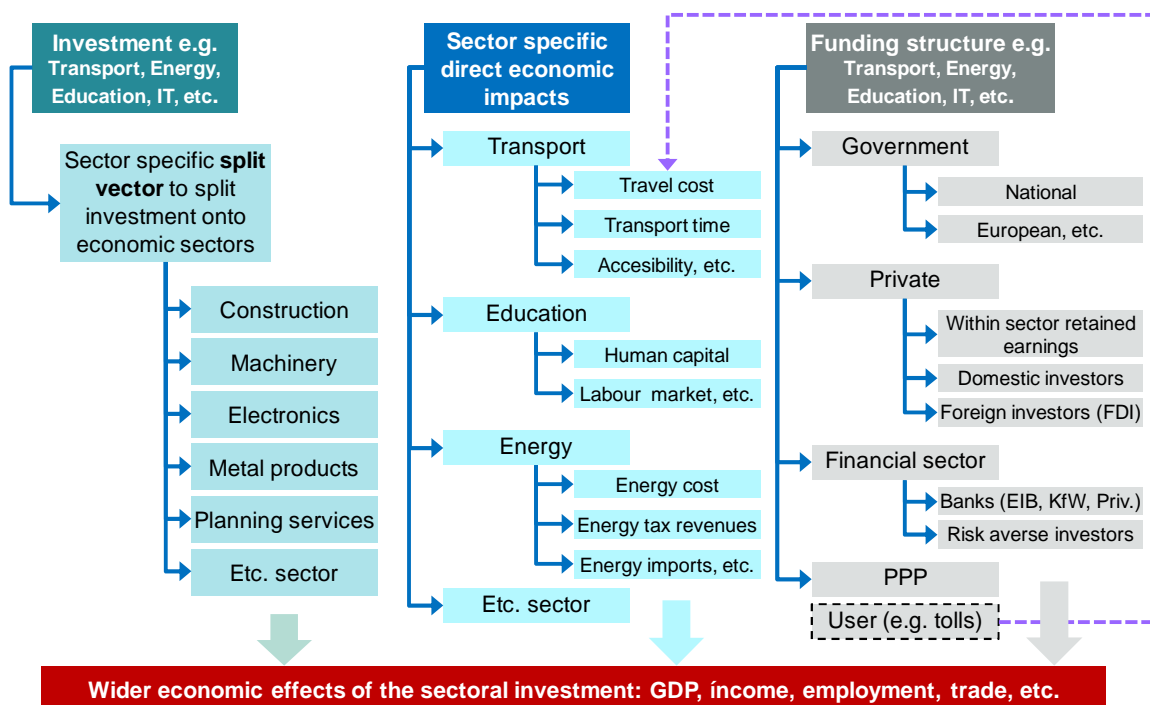 Investment e.g.
Transport, Energy,
Education, IT, etc.
Sector specific split
vector to split
investment onto
economic sectors
Construction
Machinery
Electronics
Metal products
Planning services
Etc. sector
Sector specific
direct economic
impacts
Transport
Travel cost
Transport time
Accesibility, etc.
Education
Human capital
Labour market, etc.
Energy
Energy cost
Energy tax revenues
Energy imports, etc.
Etc. sector
Funding structure e.g.
Transport, Energy,
Education, IT, etc.
Government
National
European, etc.
Private
Within sector retained
earnings
Domestic investors
Foreign investors (FDI)
Financial sector
Banks (EIB, KfW, Priv.)
Risk averse investors
PPP
User (e.g. tolls)
Wider economic effects of the sectoral investment: GDP, íncome, employment, trade, etc.